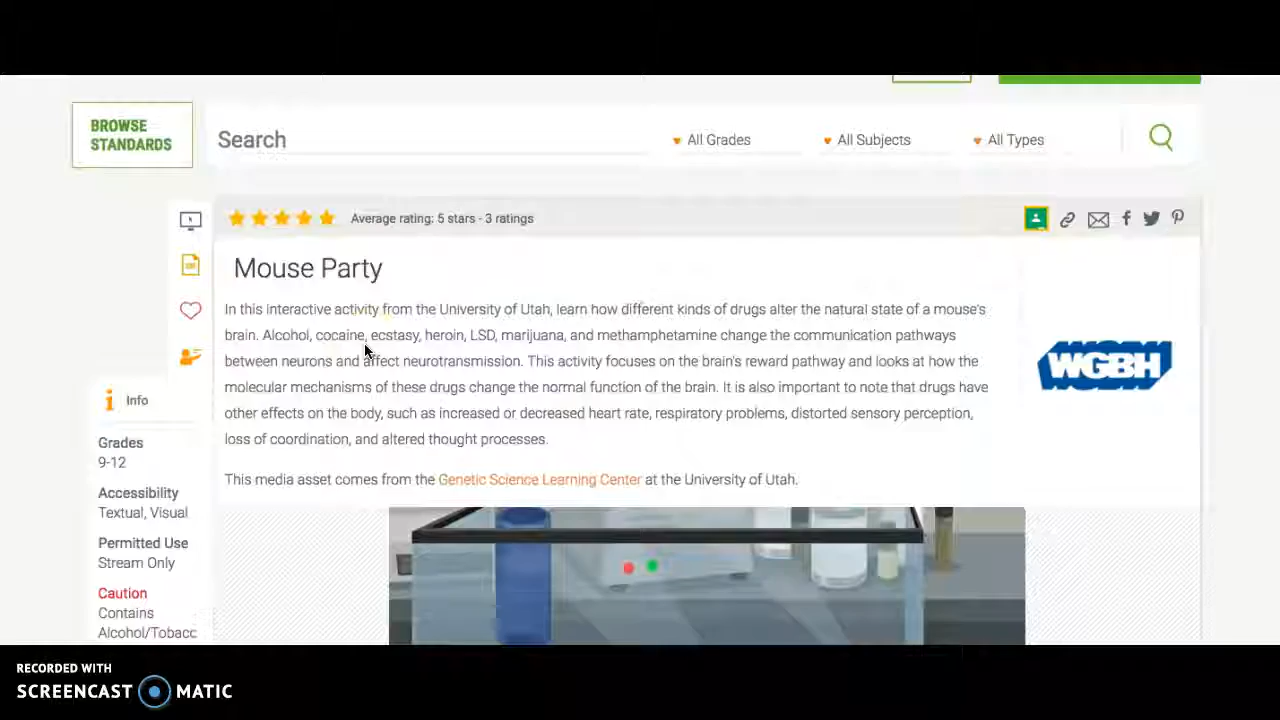 BROWSE
STANDARDS
Search
All Grades
All Subjects
All Types
Average rating: 5 stars - 3 ratings
Mouse Party
In this interactive activity from the University of Utah, learn how different kinds of drugs alter the natural state of a mouse's
brain. Alcohol, cocaine, ecstasy, heroin, LSD, marijuana, and methamphetamine change the communication pathways
between neurons and affect neurotransmission. This activity focuses on the brain's reward pathway and looks at how the
molecular mechanisms of these drugs change the normal function of the brain. It is also important to note that drugs have
other effects on the body, such as increased or decreased heart rate, respiratory problems, distorted sensory perception,
loss of coordination, and altered thought processes.
This media asset comes from the Genetic Science Learning Center at the University of Utah.
WGBH
Info
Grades
9-12
Accessibility
Textual, Visual
Permitted Use
Stream Only
Caution
Contains
Alcohol/Tobacc
RECORDED WITH
SCREENCAST MATIC